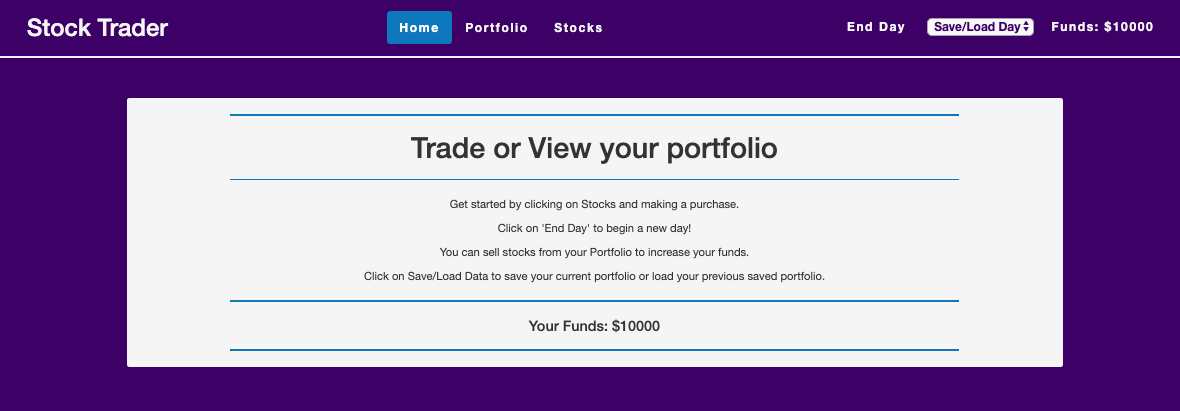 Stock Trader
Home Portfolio Stocks
End Day Save/Load Day Funds: $10000
Trade or View your portfolio
Get started by clicking on Stocks and making a purchase.
Click on 'End Day' to begin a new day!
You can sell stocks from your Portfolio to increase your funds.
Click on Save/Load Data to save your current portfolio or load your previous saved portfolio.
Your Funds: $10000